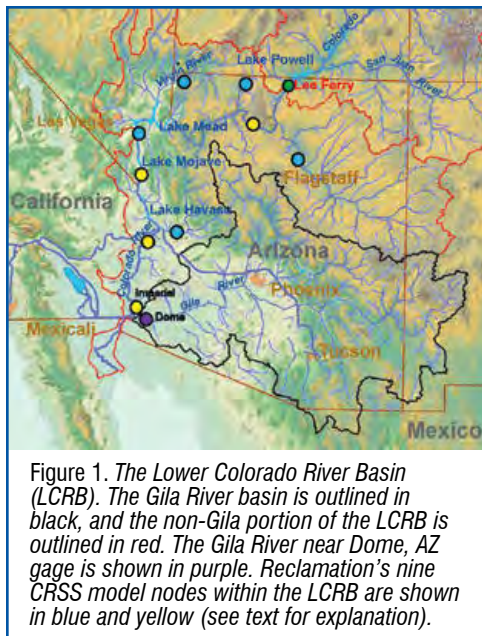 Colorado
Lake Powell
Virgin River
San Juan
River
Lee Ferry
Las Vegas
Lake Mead
Lake Mojave
Flagstaff
California
Lake Havasu
Arizona
Colorado River
Phoenix
Gila River
Imperial
Dome
Mexicali
Tucson
Mexico
Figure 1. The Lower Colorado River Basin
(LCRB). The Gila River basin is outlined in
black, and the non-Gila portion of the LCRB is
outlined in red. The Gila River near Dome, AZ
gage is shown in purple. Reclamation's nine
CRSS model nodes within the LCRB are shown
in blue and yellow (see text for explanation).